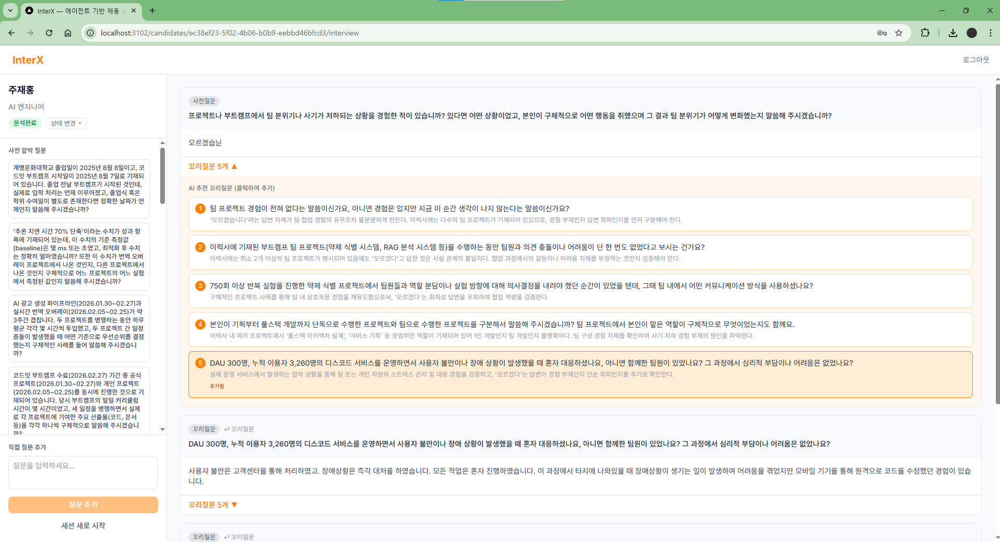 InterX — 에이전트 기반 채용
localhost:3102/candidates/ec38ef23-5f02-4b06-b0b9-eebbd46bfcd3/interview
InterX
로그아웃
주재홍
AI 엔지니어
분석완료
상태 변경 ▾
사전 압박 질문
계명문화대학교 졸업일이 2025년 8월 8일이고, 코
드잇 부트캠프 시작일이 2025년 8월 7일로 기재되
어 있습니다. 졸업 전날 부트캠프가 시작된 것인데,
실제로 입학 처리는 언제 이루어졌고, 졸업식 혹은
학위 수여일이 별도로 존재한다면 정확한 날짜가 언
제인지 말씀해 주시겠습니까?
'추론 지연 시간 70% 단축'이라는 수치가 성과 항
목에 기재되어 있는데, 이 수치의 기준 측정값
(baseline)은 몇 ms 또는 초였고, 최적화 후 수치
는 정확히 얼마였습니까? 또한 이 수치가 번역 오버
레이 프로젝트에서 나온 것인지, 다른 프로젝트에서
나온 것인지 구체적으로 어느 프로젝트의 어느 실험
에서 측정된 값인지 말씀해 주시겠습니까?
AI 광고 생성 파이프라인(2026.01.30~02.27)과
실시간 번역 오버레이(2026.02.05~02.25)가 약
3주간 겹칩니다. 두 프로젝트를 병행하는 동안 하루
평균 각각 몇 시간씩 투입했고, 두 프로젝트 간 일정
충돌이 발생했을 때 어떤 기준으로 우선순위를 결정
했는지 구체적인 사례를 들어 말씀해 주시겠습니
까?
코드잇 부트캠프 수료(2026.02.27) 기간 중 공식
프로젝트(2026.01.30~02.27)와 개인 프로젝트
(2026.02.05~02.25)를 동시에 진행한 것으로 기
재되어 있습니다. 당시 부트캠프의 일일 커리큘럼
시간이 몇 시간이었고, 세 일정을 병행하면서 실제
로 각 프로젝트에 기여한 주요 산출물(코드, 문서
등)을 각각 하나씩 구체적으로 말씀해 주시겠습니
까?
직접 질문 추가
질문을 입력하세요...
질문 추가
세션 새로 시작
사전질문
프로젝트나 부트캠프에서 팀 분위기나 사기가 저하되는 상황을 경험한 적이 있습니까? 있다면 어떤 상황이었고, 본인이 구체적으로 어떤 행동을 취했으며 그 결과 팀 분위기가 어떻게 변화했는지 말씀해 주시겠습니까?
모르겠습닏
꼬리질문 5개 ▲
AI 추천 꼬리질문 (클릭하여 추가)
1 팀 프로젝트 경험이 전혀 없다는 말씀이신가요, 아니면 경험은 있지만 지금 이 순간 생각이 나지 않는다는 말씀이신가요?
'모르겠습니다'라는 답변 자체가 팀 협업 경험의 유무조차 불분명하게 만든다. 이력서에는 다수의 팀 프로젝트가 기재되어 있으므로, 경험 부재인지 답변 회피인지를 먼저 구분해야 한다.
2 이력서에 기재된 부트캠프 팀 프로젝트(약제 식별 시스템, RAG 분석 시스템 등)를 수행하는 동안 팀원과 의견 충돌이나 어려움이 단 한 번도 없었다고 보시는 건가요?
이력서에는 최소 2개 이상의 팀 프로젝트가 명시되어 있음에도 '모르겠다'고 답한 것은 사실 관계의 불일치다. 협업 과정에서의 갈등이나 어려움 자체를 부정하는 것인지 검증해야 한다.
3 750회 이상 반복 실험을 진행한 약제 식별 프로젝트에서 팀원들과 역할 분담이나 실험 방향에 대해 의사결정을 내려야 했던 순간이 있었을 텐데, 그때 팀 내에서 어떤 커뮤니케이션 방식을 사용하셨나요?
구체적인 프로젝트 사례를 통해 팀 내 상호작용 경험을 재유도함으로써, '모르겠다'는 회피성 답변을 우회하여 협업 역량을 검증한다.
4 본인이 기획부터 풀스택 개발까지 단독으로 수행한 프로젝트와 팀으로 수행한 프로젝트를 구분해서 말씀해 주시겠습니까? 팀 프로젝트에서 본인이 맡은 역할이 구체적으로 무엇이었는지도 함께요.
이력서 내 여러 프로젝트에서 '풀스택 아키텍처 설계', '서비스 기획' 등 광범위한 역할이 기재되어 있어 1인 개발인지 팀 개발인지 불명확하다. 팀 구성 경험 자체를 확인하여 사기 저하 경험 부재의 원인을 파악한다.
5 DAU 300명, 누적 이용자 3,260명의 디스코드 서비스를 운영하면서 사용자 불만이나 장애 상황이 발생했을 때 혼자 대응하셨나요, 아니면 함께한 팀원이 있었나요? 그 과정에서 심리적 부담이나 어려움은 없었나요?
실제 운영 서비스에서 발생하는 압박 상황을 통해 팀 또는 개인 차원의 스트레스 관리 및 대응 경험을 검증하고, '모르겠다'는 답변이 경험 부재인지 단순 회피인지를 추가로 확인한다.
추가됨
꼬리질문 ↩ 꼬리질문
DAU 300명, 누적 이용자 3,260명의 디스코드 서비스를 운영하면서 사용자 불만이나 장애 상황이 발생했을 때 혼자 대응하셨나요, 아니면 함께한 팀원이 있었나요? 그 과정에서 심리적 부담이나 어려움은 없었나요?
사용자 불만은 고객센터를 통해 처리하였고. 장애상황은 즉각 대처를 하였습니다. 모든 작업은 혼자 진행하였습니다. 이 과정에서 타지에 나와있을 때 장애상황이 생기는 일이 발생하여 어려움을 겪었지만 모바일 기기를 통해 원격으로 코드를 수정했던 경험이 있습
니다.
꼬리질문 5개 ▼
꼬리질문 ↩ 꼬리질문